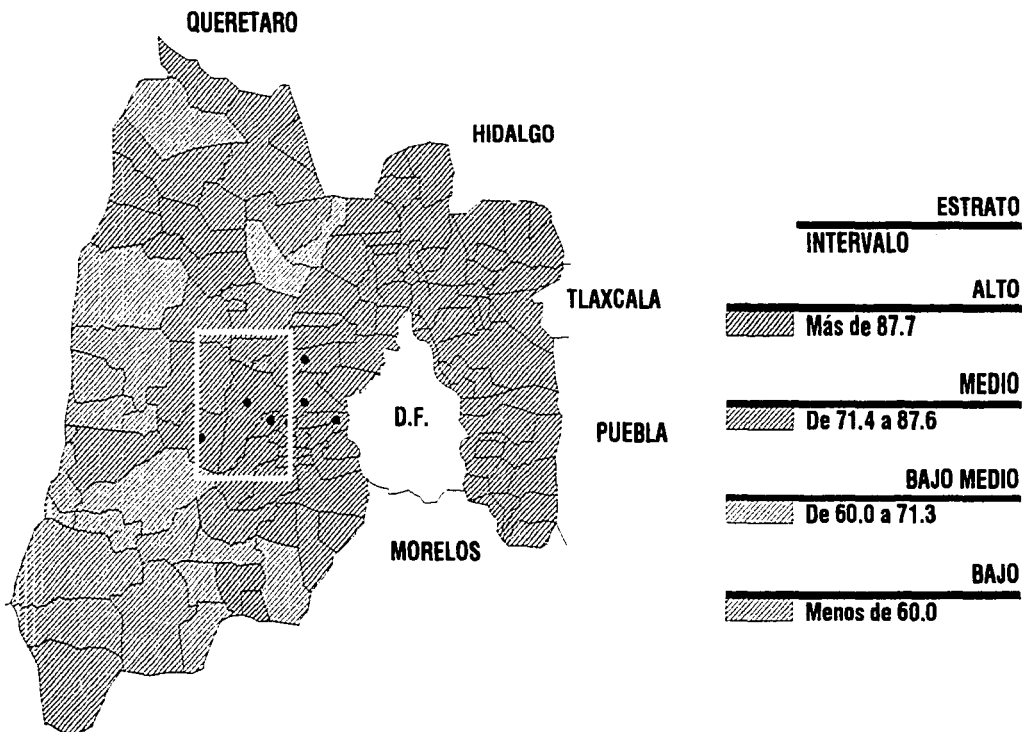 QUERETARO
HIDALGO
TLAXCALA
D.F.
PUEBLA
MORELOS
ESTRATO
INTERVALO
ALTO
Más de 87.7
MEDIO
De 71.4 a 87.6
BAJO MEDIO
De 60.0 a 71.3
BAJO
Menos de 60.0